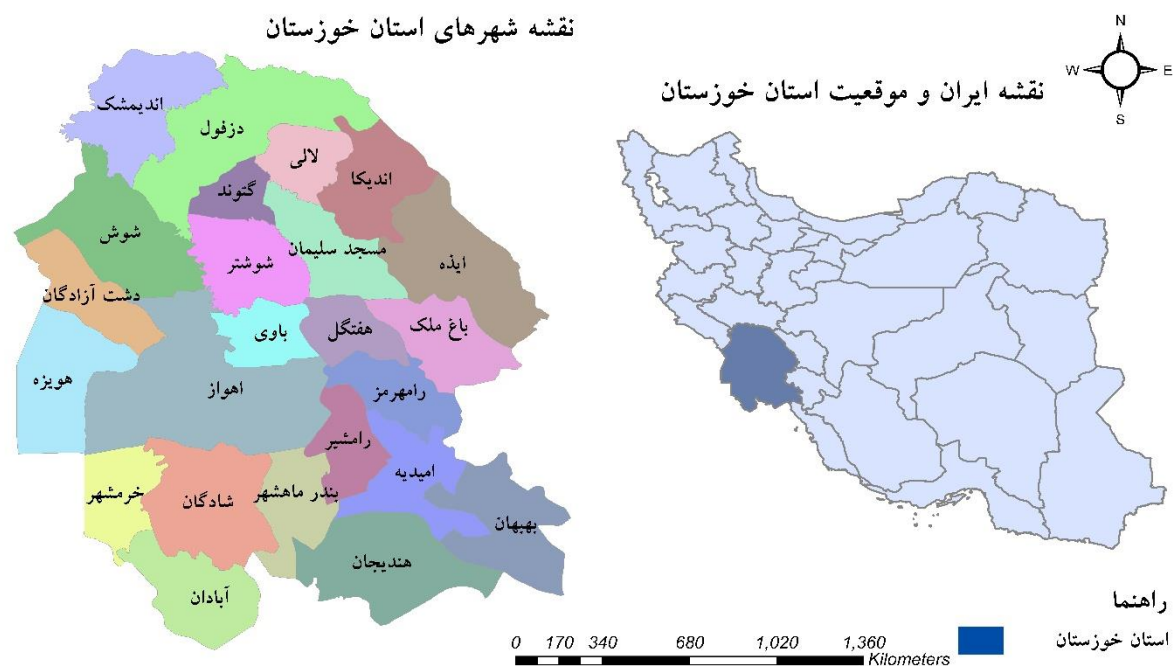 نقشه شهرهای استان خوزستان
اندیمشک
دزفول
لالی
اندیکا
گتوند
شوش
شوشتر
مسجد سلیمان
ایذه
دشت آزادگان
باوی
هفتگل
باغ ملک
هویزه
اهواز
رامهرمز
رامشیر
امیدیه
خرمشهر
شادگان
بندر ماهشهر
بهبهان
هندیجان
آبادان
نقشه ایران و موقعیت استان خوزستان
N
W
E
S
راهنما
استان خوزستان
0 170 340 680 1,020 1,360
Kilometers